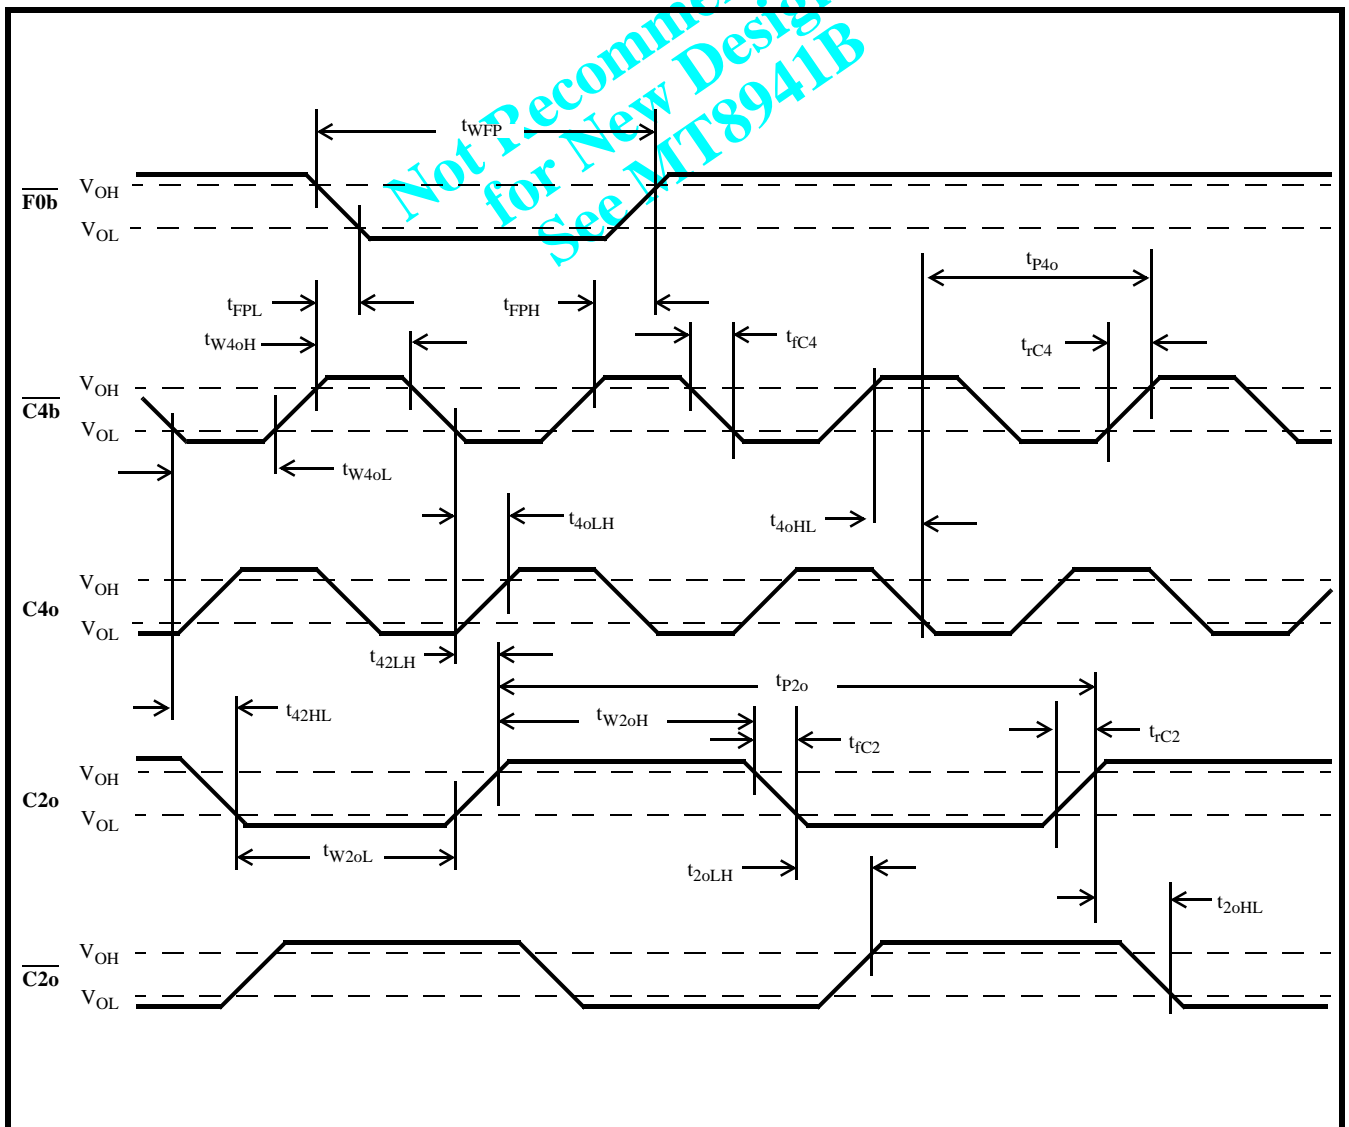 Not Recomme
for New Desig
See MT8941B
tWFP
F0b
VOH
VOL
tP4o
tFPL
tFPH
tW4oH
tfC4
trC4
C4b
VOH
VOL
tW4oL
t4oLH
t4oHL
C4o
VOH
VOL
t42LH
tP2o
t42HL
tW2oH
tfC2
trC2
C2o
VOH
VOL
tW2oL
t2oLH
t2oHL
C2o
VOH
VOL